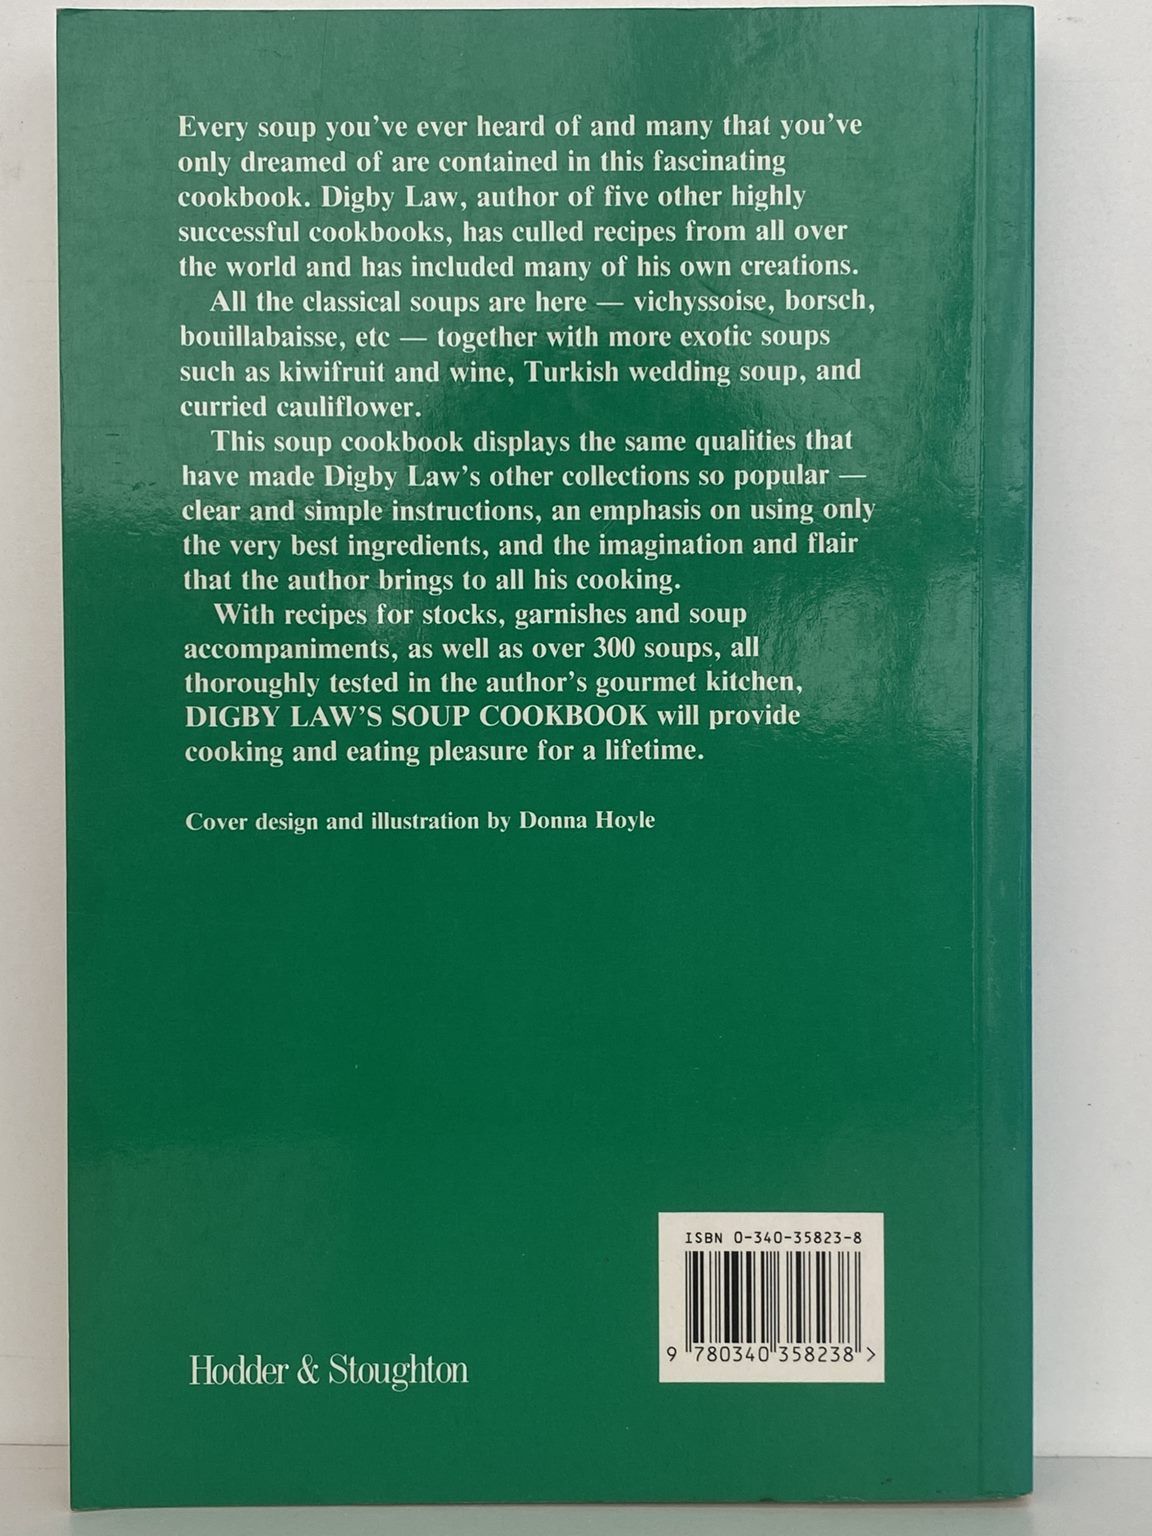 Every soup you've ever heard of and many that you've
only dreamed of are contained in this fascinating
cookbook. Digby Law, author of five other highly
successful cookbooks, has culled recipes from all over
the world and has included many of his own creations.
All the classical soups are here — vichyssoise, borsch,
bouillabaisse, etc — together with more exotic soups
such as kiwifruit and wine, Turkish wedding soup, and
curried cauliflower.
This soup cookbook displays the same qualities that
have made Digby Law's other collections so popular —
clear and simple instructions, an emphasis on using only
the very best ingredients, and the imagination and flair
that the author brings to all his cooking.
With recipes for stocks, garnishes and soup
accompaniments, as well as over 300 soups, all
thoroughly tested in the author's gourmet kitchen,
DIGBY LAW'S SOUP COOKBOOK will provide
cooking and eating pleasure for a lifetime.
Cover design and illustration by Donna Hoyle
ISBN 0-340-35823-8
9 780340 358238 >
Hodder & Stoughton